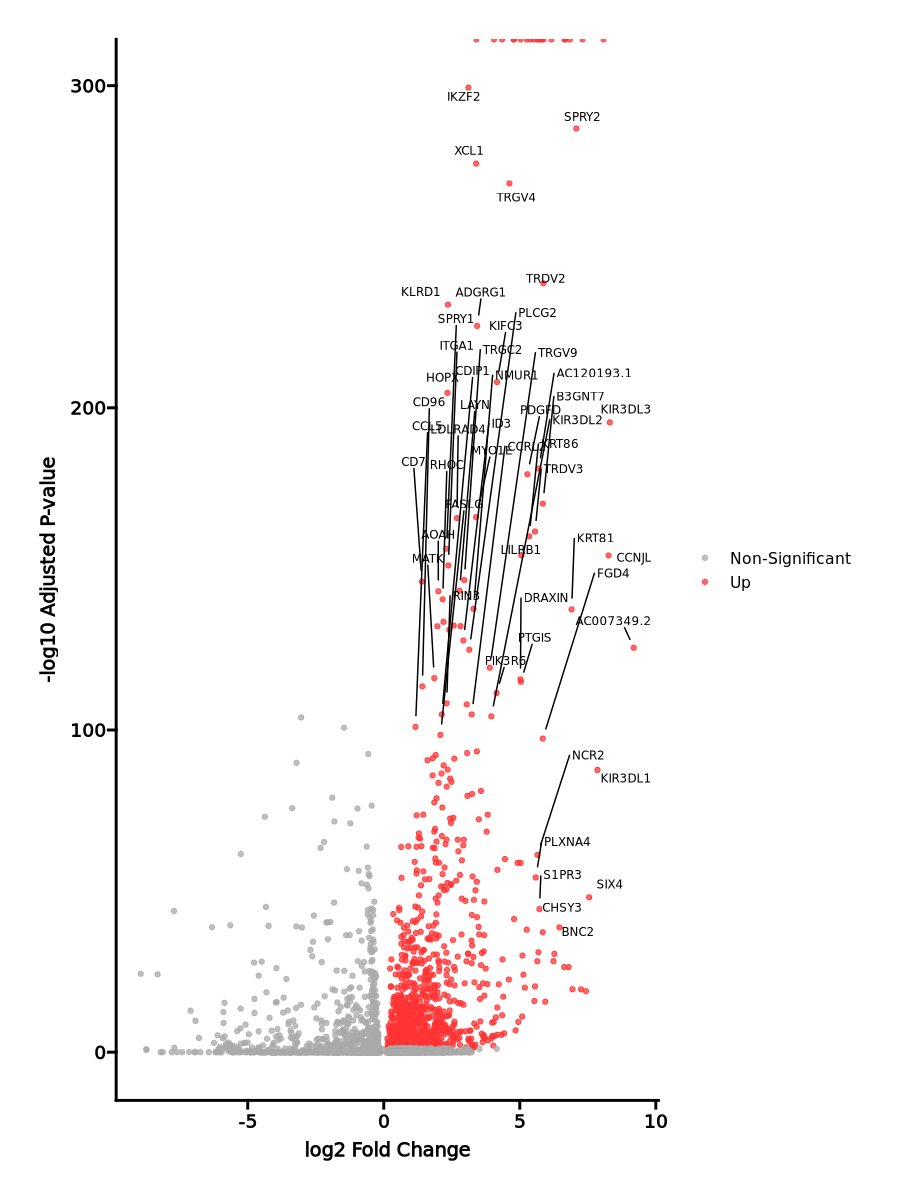 300
IKZF2
SPRY2
XCL1
TRGV4
TRDV2
KLRD1
ADGRG1
SPRY1
PLCG2
KIFC3
ITGA1
TRGC2
TRGV9
HOPX
CDIP1
NMUR1
AC120193.1
CD96
LAYN
B3GNT7
200
PDGFD
KIR3DL3
CCL5
LDLRAD4
ID3
KIR3DL2
MYO1E
CCRL2
KRT86
CD7
RHOC
TRDV3
FASLG
AOAH
KRT81
MATK
LILRB1
CCNJL
Non-Significant
FGD4
Up
RINB
DRAXIN
AC007349.2
PTGIS
PIK3R6
-log10 Adjusted P-value
100
NCR2
KIR3DL1
PLXNA4
S1PR3
SIX4
CHSY3
BNC2
0
-5
0
5
10
log2 Fold Change